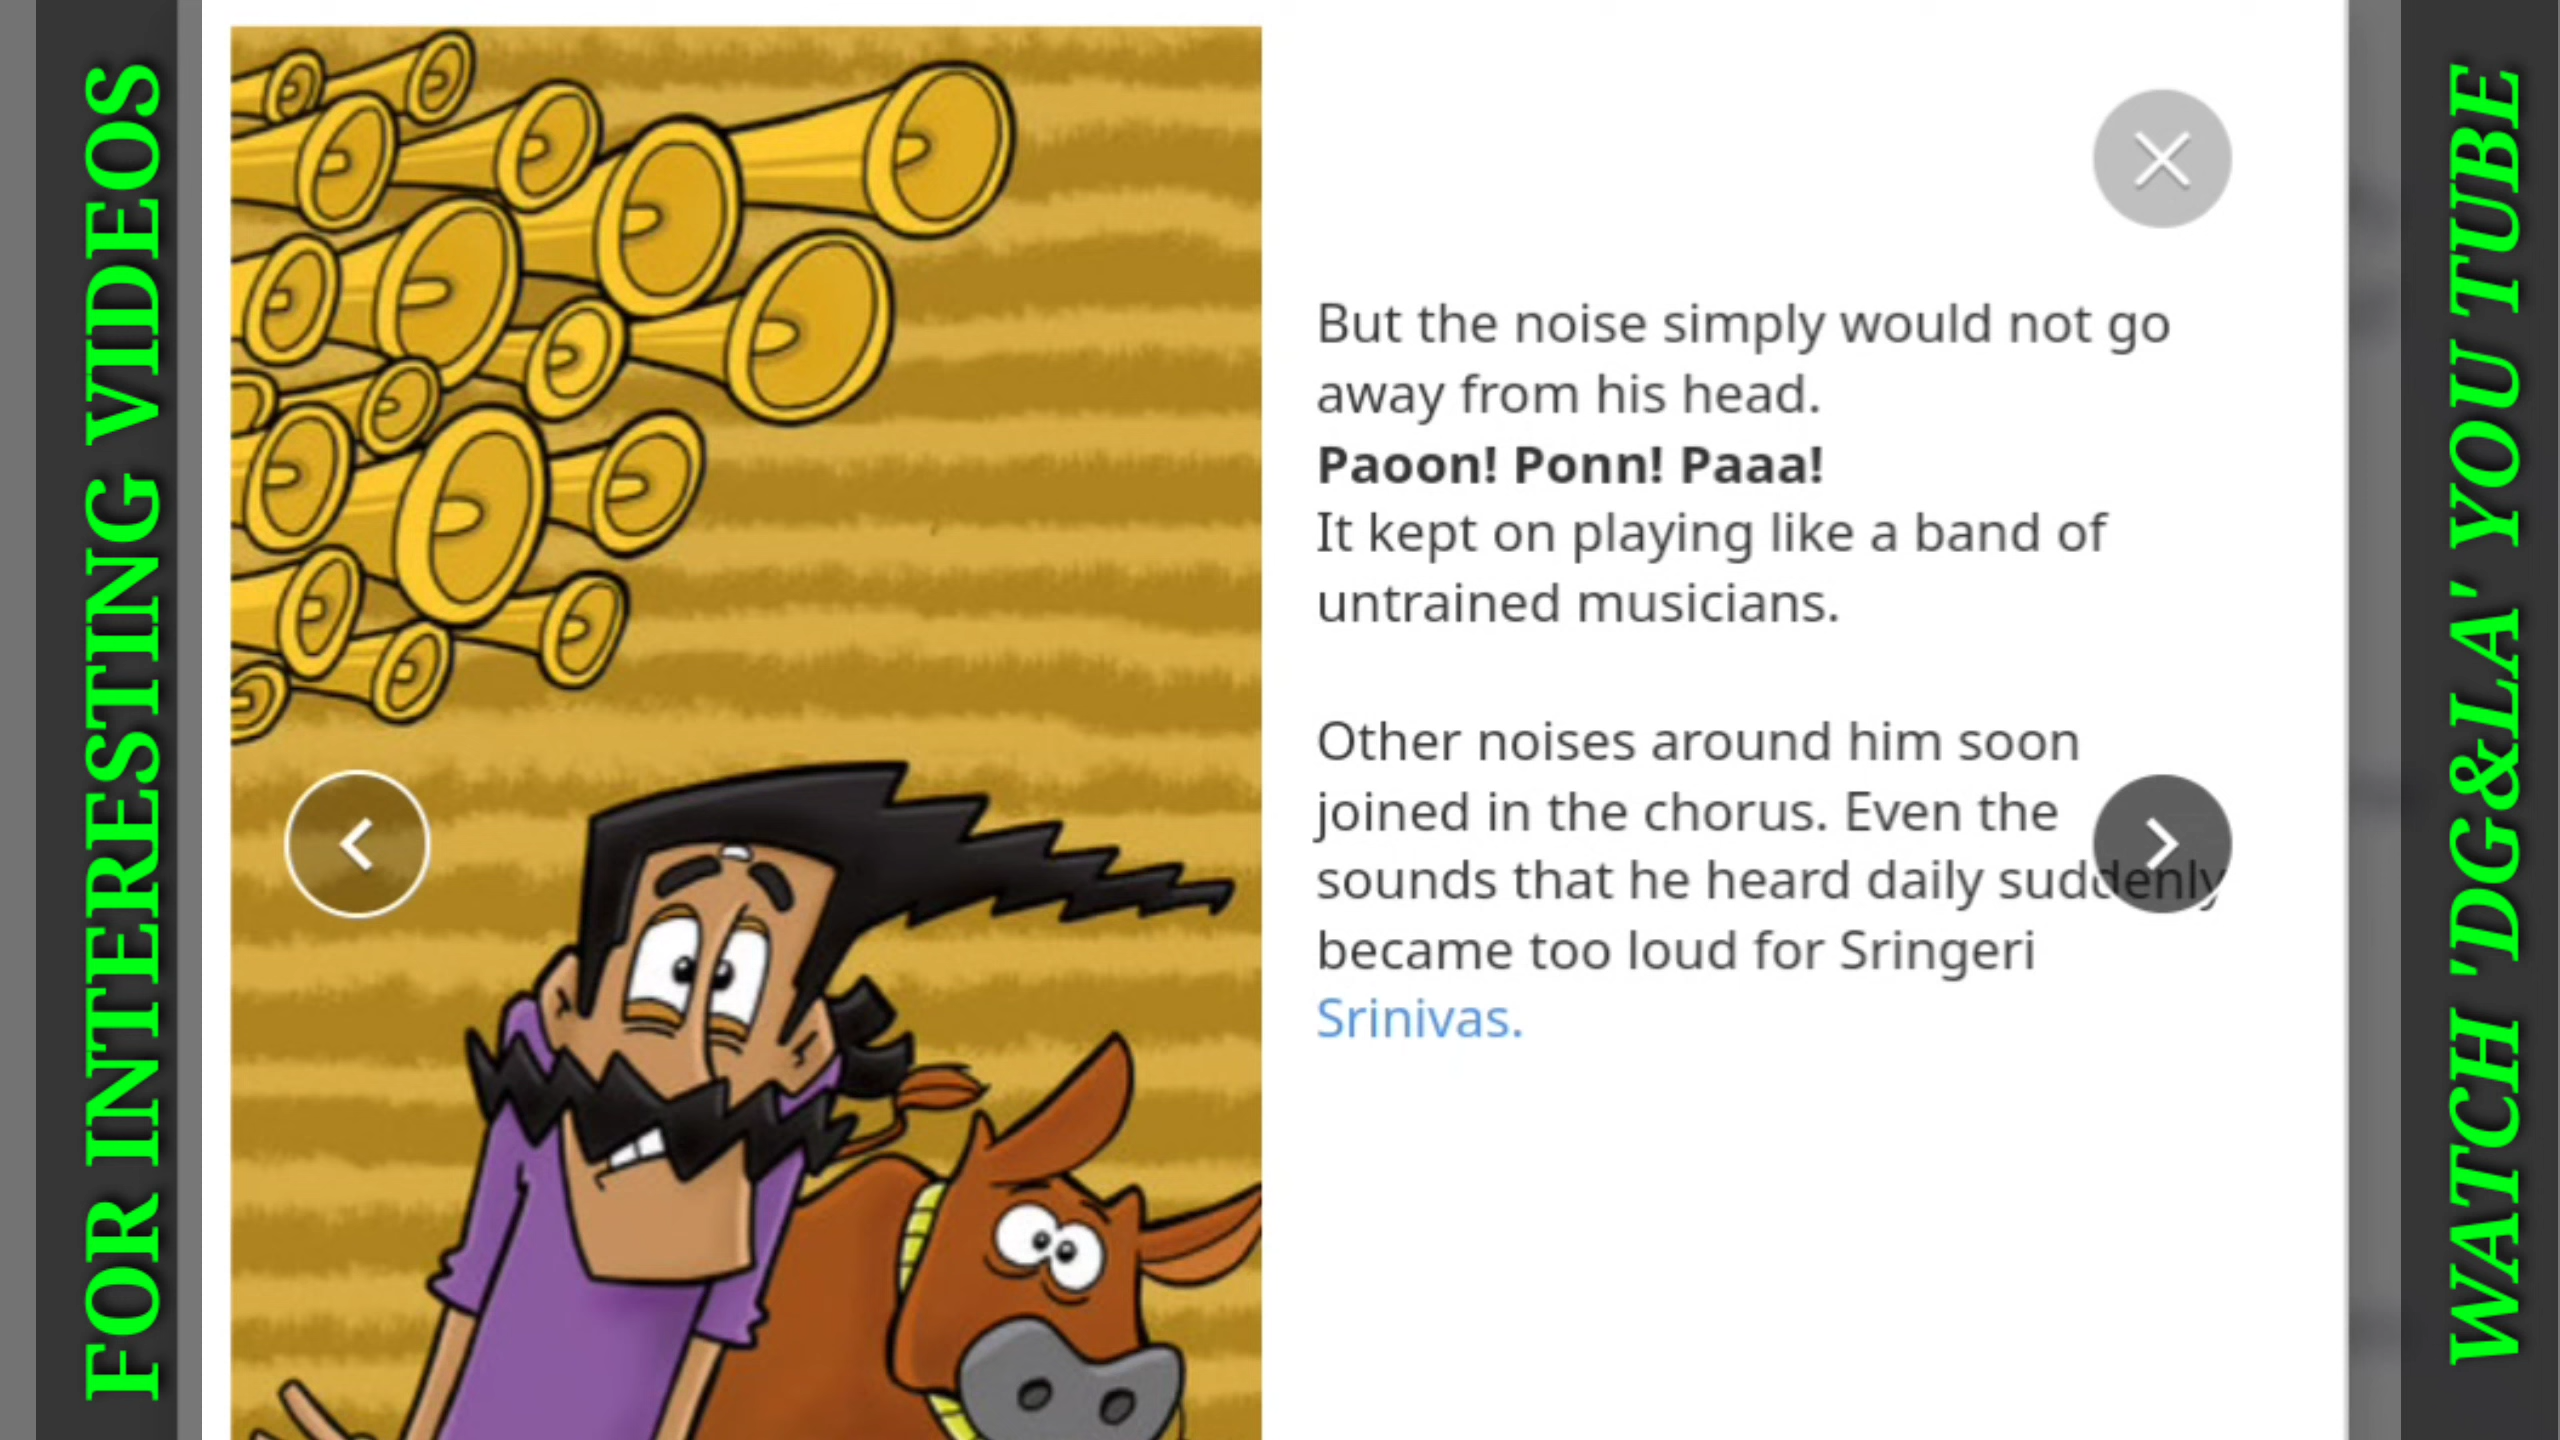 FOR INTERESTING VIDEOS
But the noise simply would not go
away from his head.
Paoon! Ponn! Paaa!
It kept on playing like a band of
untrained musicians.
Other noises around him soon
joined in the chorus. Even the
sounds that he heard daily suddenly
became too loud for Sringeri
Srinivas.
WATCH 'DG&LA' YOU TUBE